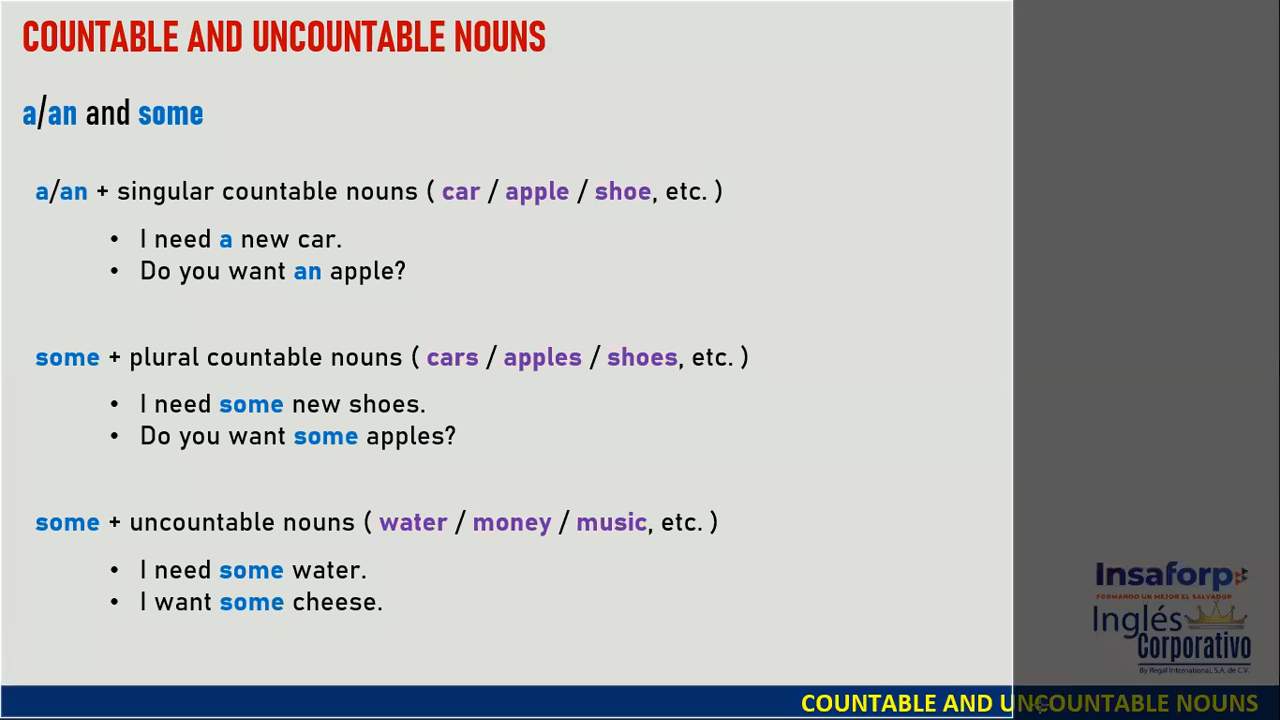 COUNTABLE AND UNCOUNTABLE NOUNS
a/an and some
a/an + singular countable nouns ( car / apple / shoe, etc. )
• I need a new car.
• Do you want an apple?
some + plural countable nouns ( cars / apples / shoes, etc. )
• I need some new shoes.
• Do you want some apples?
some + uncountable nouns ( water / money / music, etc. )
• I need some water.
• I want some cheese.
Insaforp
FORMANDO UN MEJOR EL SALVADOR
Inglés
Corporativo
By Regal International, S.A. de C.V.
COUNTABLE AND UNCOUNTABLE NOUNS